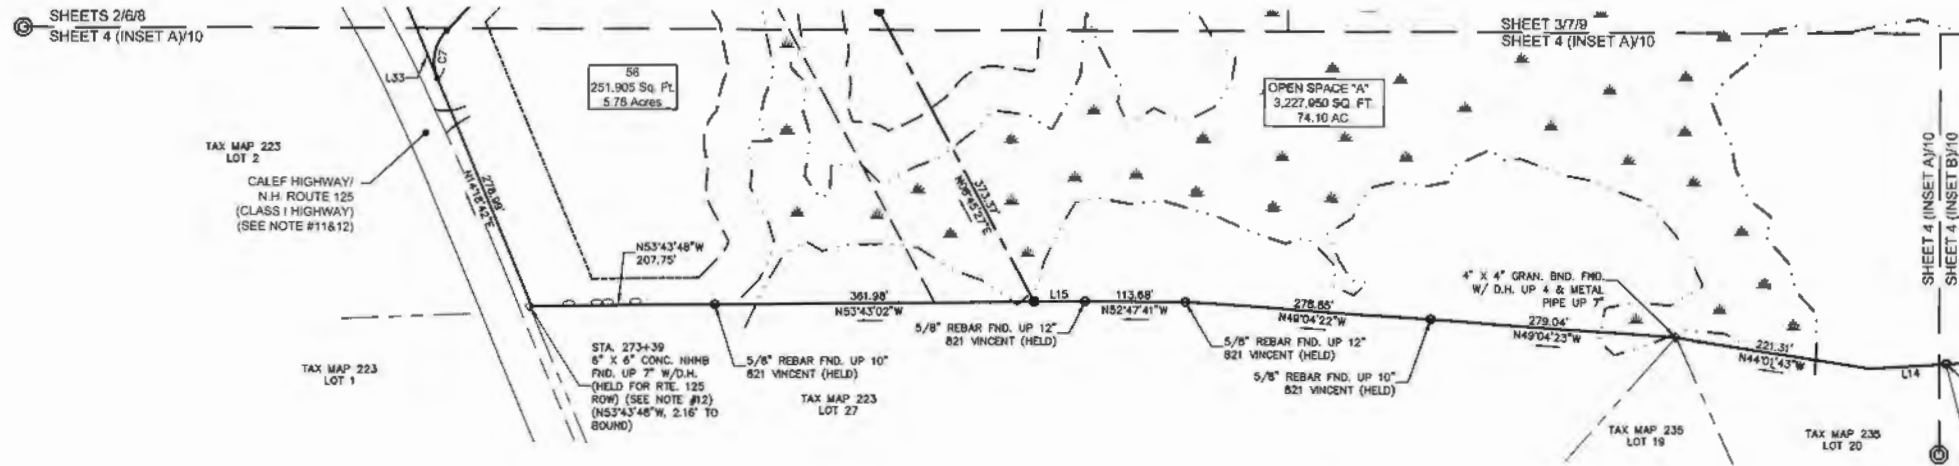 SHEETS 2/6/8
SHEET 4 (INSET A)/10
SHEET 3/7/9
SHEET 4 (INSET A)/10
L33
C7
56
251,905 Sq. Ft.
5.78 Acres
OPEN SPACE "A"
3,227,950 SQ. FT.
74.10 AC.
TAX MAP 223
LOT 2
CALEF HIGHWAY/
N.H. ROUTE 125
(CLASS I HIGHWAY)
(SEE NOTE #11&12)
278.99'
N14°18'42"E
373.37'
N06°45'27"E
SHEET 4 (INSET A)/10
SHEET 4 (INSET B)/10
N53°43'48"W
207.75'
4" X 4" GRAN. BND. FND.
W/ D.H. UP 4 & METAL
PIPE UP 7"
361.98'
N53°43'02"W
L15
113.68'
N52°47'41"W
N49°04'22"W
279.04'
N49°04'23"W
221.31'
N44°01'43"W
L14
5/8" REBAR FND. UP 12"
821 VINCENT (HELD)
5/8" REBAR FND. UP 12"
821 VINCENT (HELD)
5/8" REBAR FND. UP 10"
821 VINCENT (HELD)
5/8" REBAR FND. UP 10"
821 VINCENT (HELD)
STA. 273+39
6" X 6" CONC. NHHB
FND. UP 7" W/D.H.
(HELD FOR RTE. 125
ROW) (SEE NOTE #12)
(N53°43'48"W, 2.16' TO
BOUND)
TAX MAP 223
LOT 1
TAX MAP 223
LOT 27
TAX MAP 235
LOT 19
TAX MAP 235
LOT 20